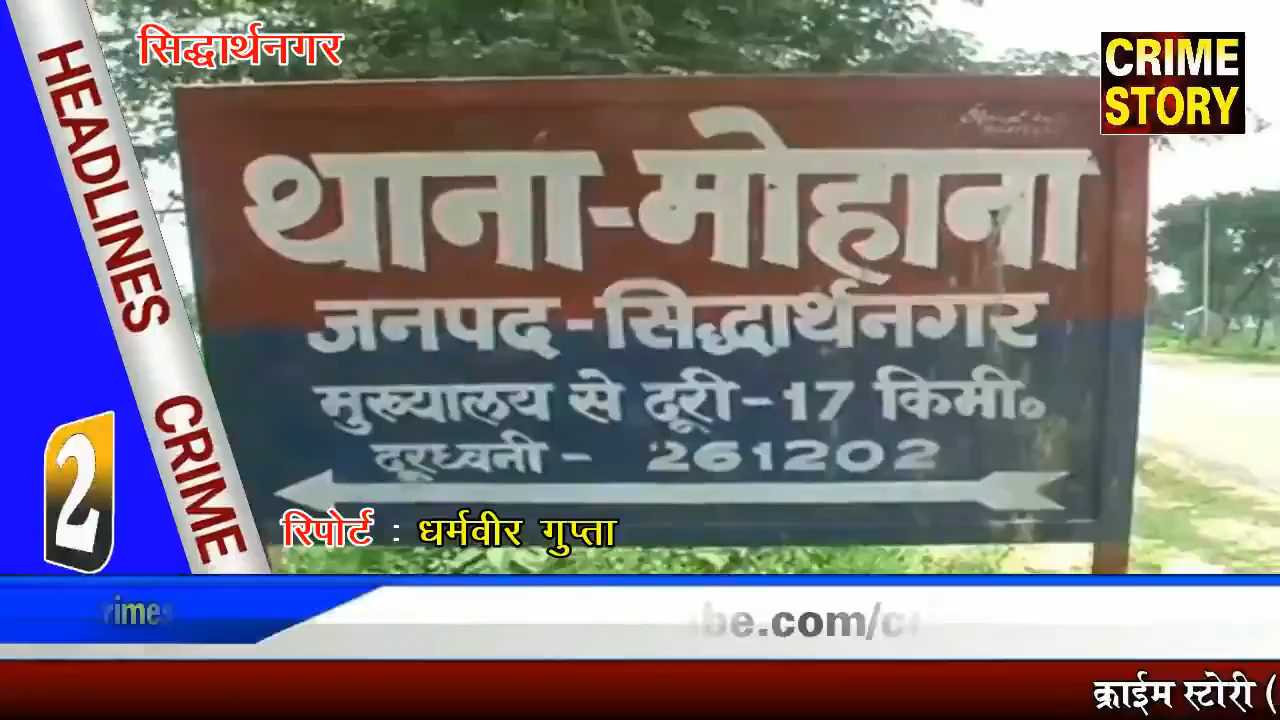 सिद्धार्थनगर
CRIME
STORY
HEADLINES CRIME
थाना-मोहाना
जनपद-सिद्धार्थनगर
मुख्यालय से दूरी-17 किमी०
दूरध्वनी - 261202
2
रिपोर्ट : धर्मवीर गुप्ता
rimes
be.com/c
क्राईम स्टोरी (